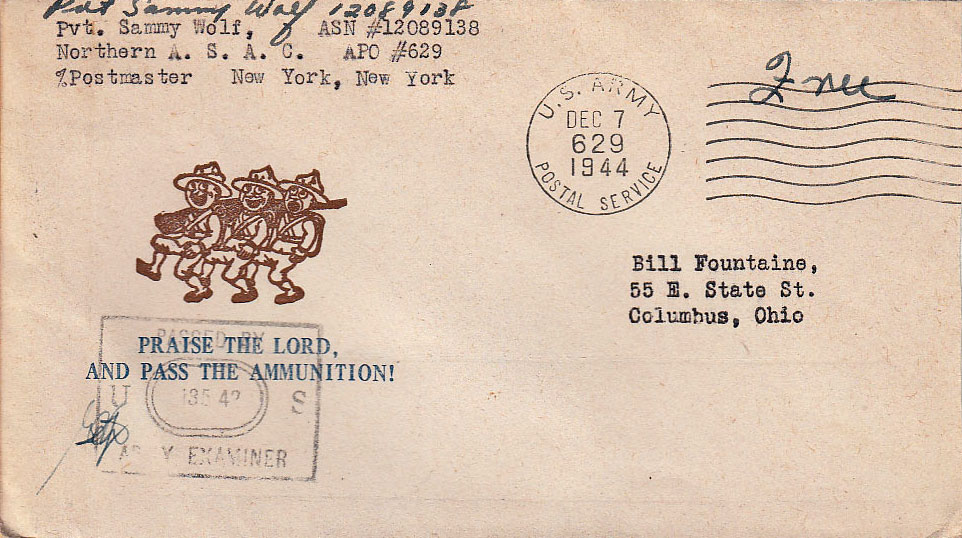 Pvt Sammy Wolf 12089138
Pvt. Sammy Wolf, ASN #12089138
Northern A. S. A. C. APO #629
%Postmaster New York, New York
Free
U.S. ARMY
DEC 7
629
1944
POSTAL SERVICE
Bill Fountaine,
55 E. State St.
Columbus, Ohio
PASSED BY
PRAISE THE LORD,
AND PASS THE AMMUNITION!
U S
EXAMINER